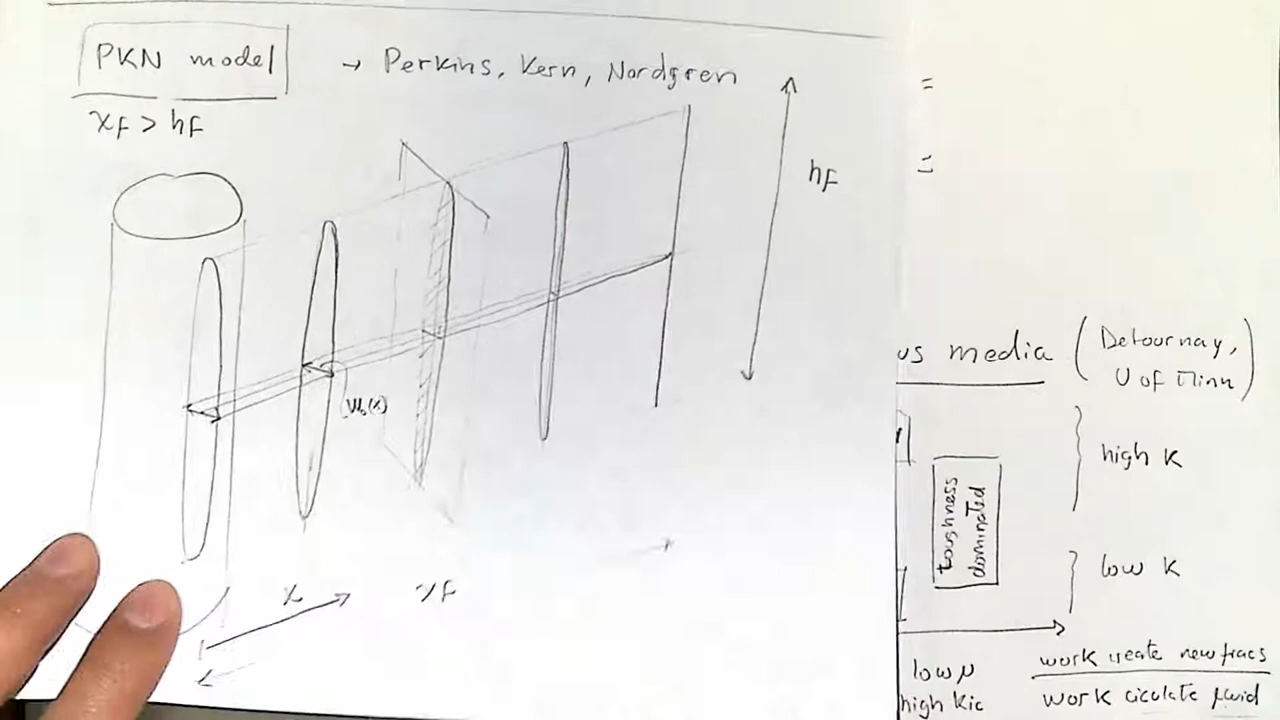 PKN model → Perkins, Kern, Nordgren
xF > hF
hF
W₀(x)
x
xF
=
=
us media (Detournay,
U of Minn)
toughness
dominated
high K
low K
low μ
high KIC
work create new fracs
work ciculate fluid